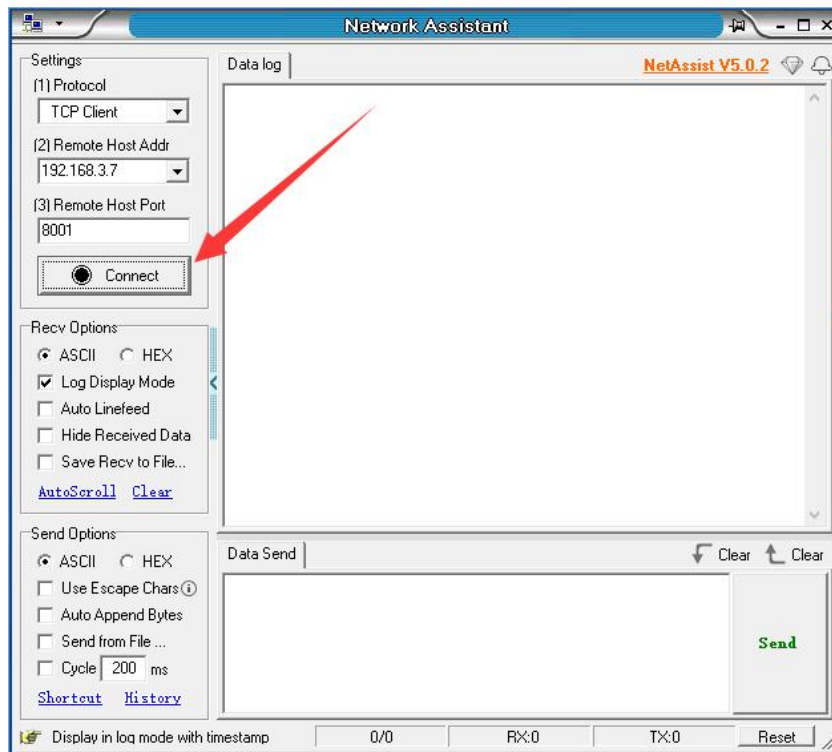 Network Assistant
Settings
(1) Protocol
TCP Client
(2) Remote Host Addr
192.168.3.7
(3) Remote Host Port
8001
Connect
Recv Options
ASCII HEX
Log Display Mode
Auto Linefeed
Hide Received Data
Save Recv to File...
AutoScroll Clear
Send Options
ASCII HEX
Use Escape Chars
Auto Append Bytes
Send from File ...
Cycle 200 ms
Shortcut History
Data log
NetAssist V5.0.2
Data Send
Clear Clear
Send
Display in log mode with timestamp 0/0 RX:0 TX:0 Reset